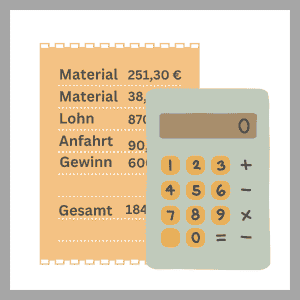 Material 251,30 €
Material 38,
Lohn 870
Anfahrt 90,
Gewinn 600
Gesamt 184
0
1 2 3 +
4 5 6 -
7 8 9 ×
0 = -